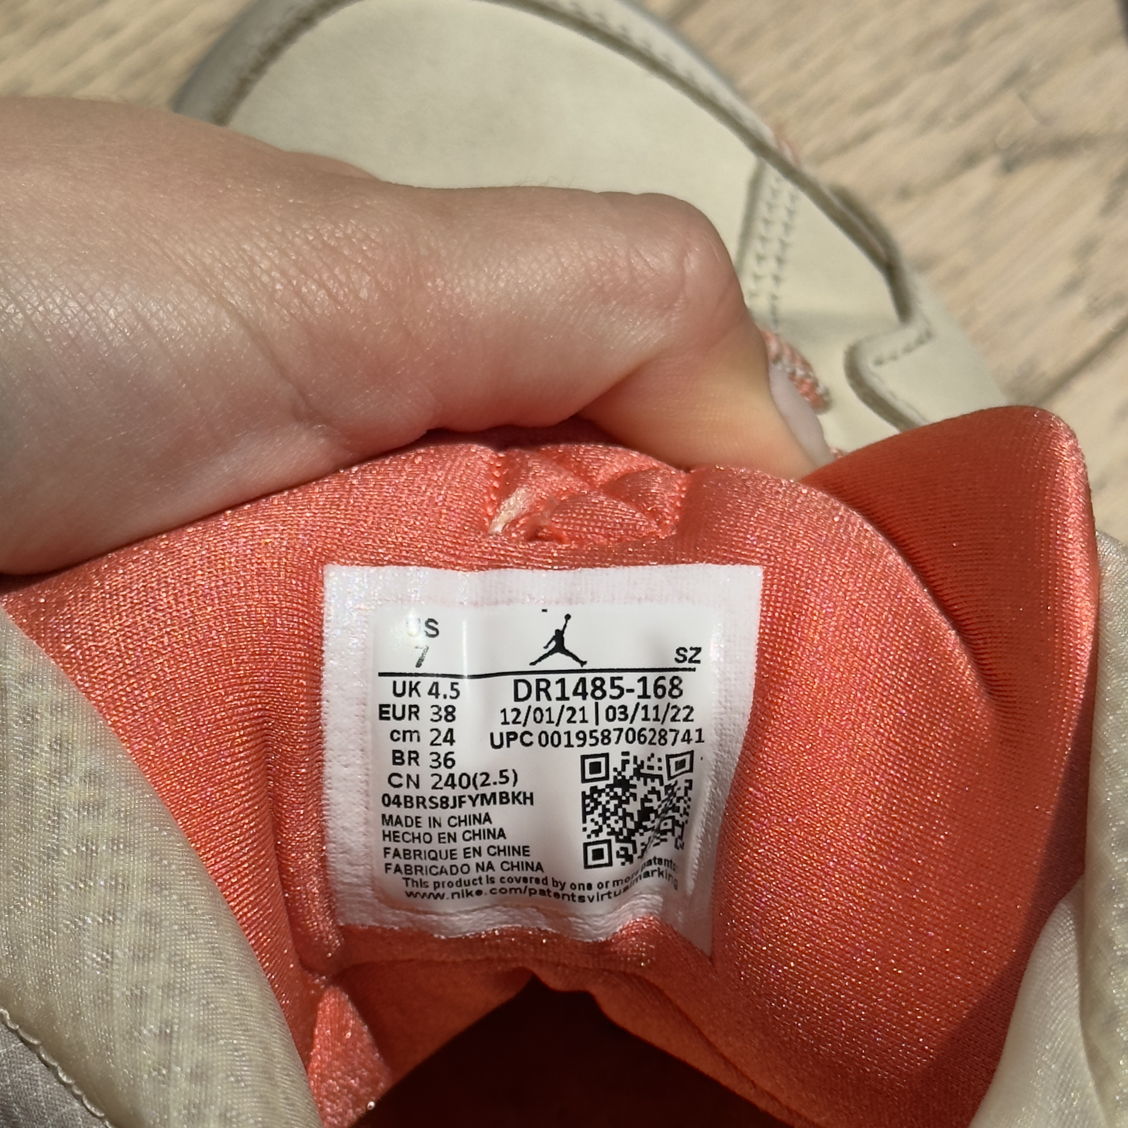 US
7
SZ
UK 4.5
DR1485-168
EUR 38
12/01/21 | 03/11/22
cm 24
UPC 00195870628741
BR 36
CN 240(2.5)
04BRS8JFYMBKH
MADE IN CHINA
HECHO EN CHINA
FABRIQUE EN CHINE
FABRICADO NA CHINA
This product is covered by one or more patents:
www.nike.com/patentsvirtualmarking